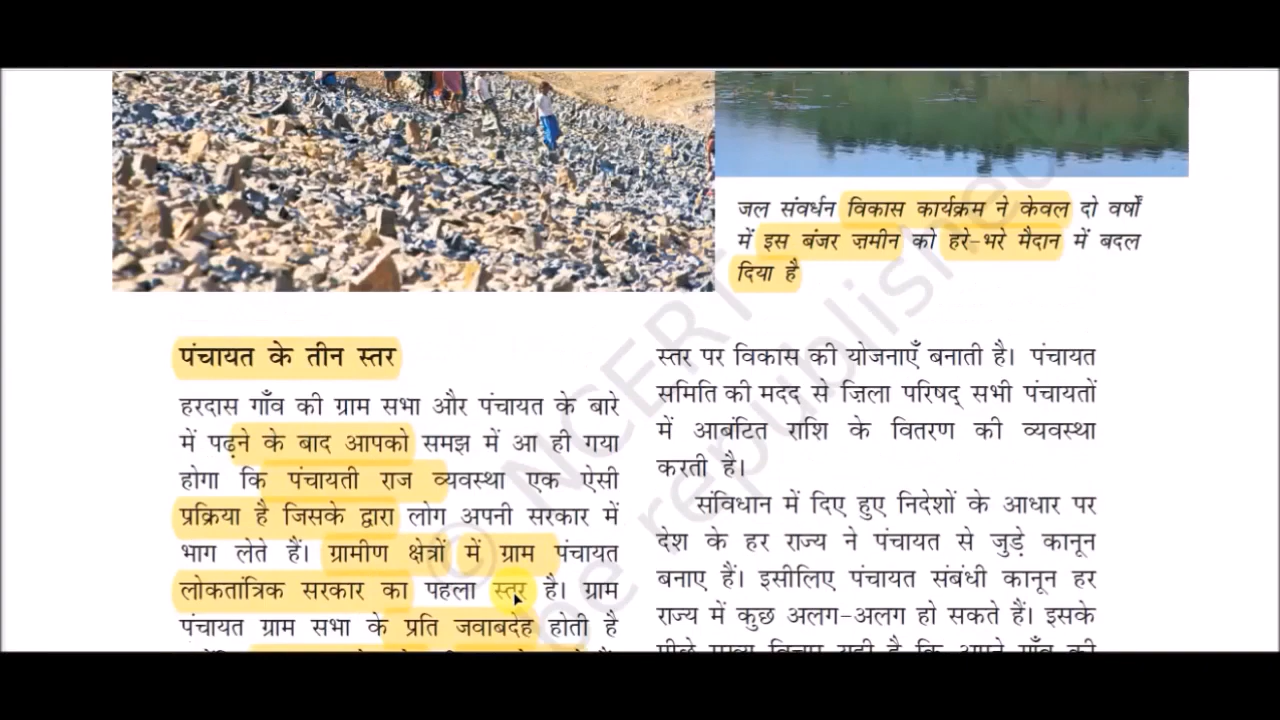 जल संवर्धन विकास कार्यक्रम ने केवल दो वर्षों
में इस बंजर ज़मीन को हरे-भरे मैदान में बदल
दिया है
पंचायत के तीन स्तर
हरदास गाँव की ग्राम सभा और पंचायत के बारे
में पढ़ने के बाद आपको समझ में आ ही गया
होगा कि पंचायती राज व्यवस्था एक ऐसी
प्रक्रिया है जिसके द्वारा लोग अपनी सरकार में
भाग लेते हैं। ग्रामीण क्षेत्रों में ग्राम पंचायत
लोकतांत्रिक सरकार का पहला स्तर है। ग्राम
पंचायत ग्राम सभा के प्रति जवाबदेह होती है
स्तर पर विकास की योजनाएँ बनाती है। पंचायत
समिति की मदद से ज़िला परिषद् सभी पंचायतों
में आबंटित राशि के वितरण की व्यवस्था
करती है।
संविधान में दिए हुए निदेशों के आधार पर
देश के हर राज्य ने पंचायत से जुड़े कानून
बनाए हैं। इसीलिए पंचायत संबंधी कानून हर
राज्य में कुछ अलग-अलग हो सकते हैं। इसके
© NCERT
be republished